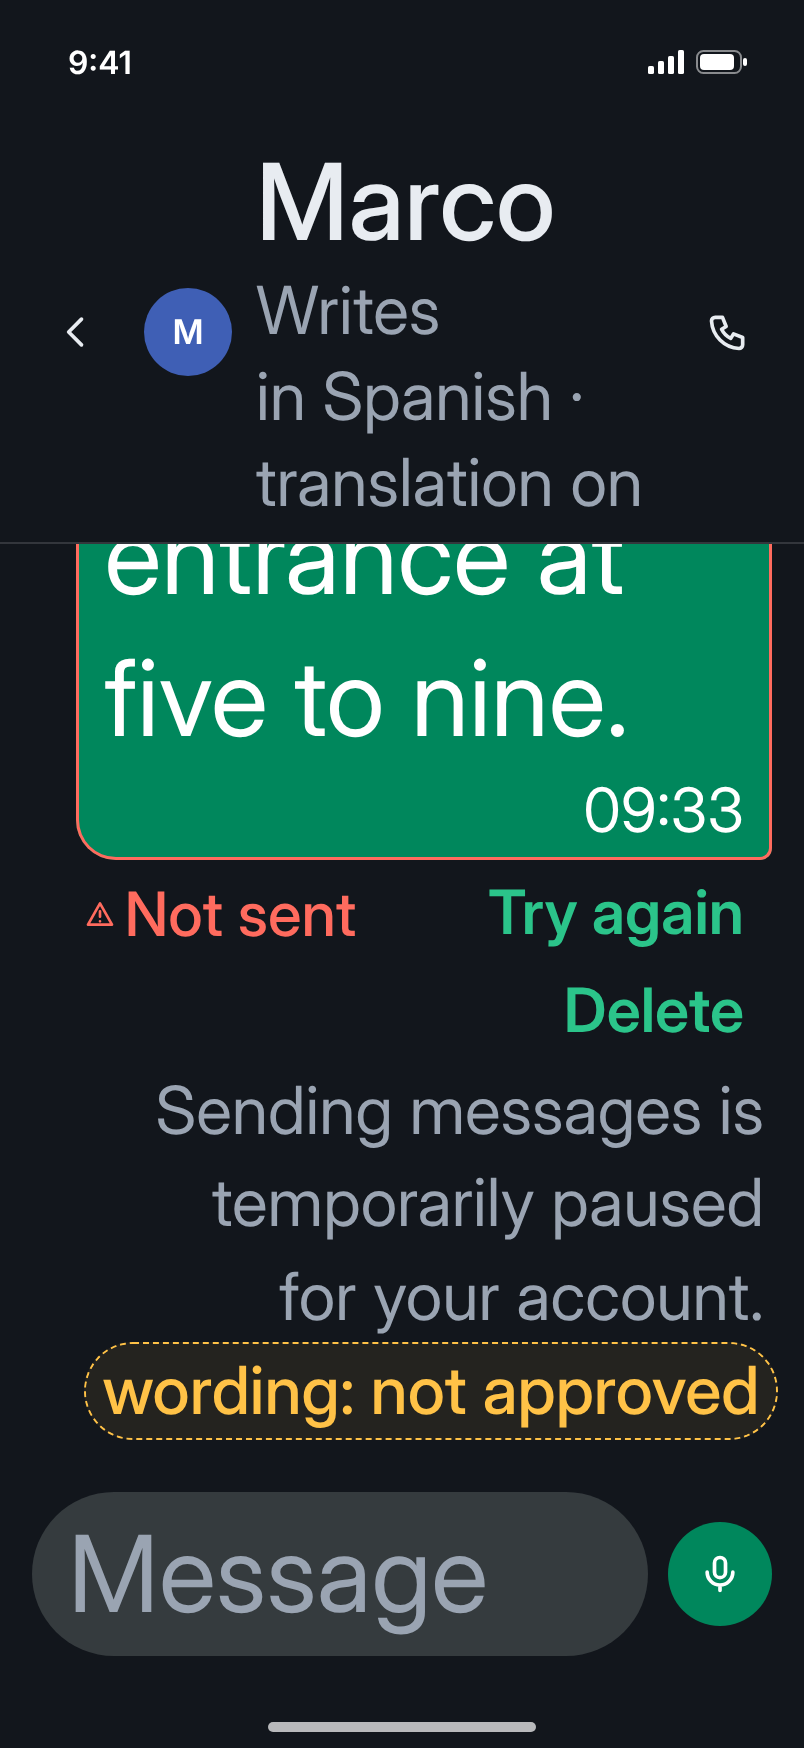 9:41
Marco
M
Writes
in Spanish ·
translation on
entrance at
five to nine.
09:33
Not sent
Try again
Delete
Sending messages is
temporarily paused
for your account.
wording: not approved
Message